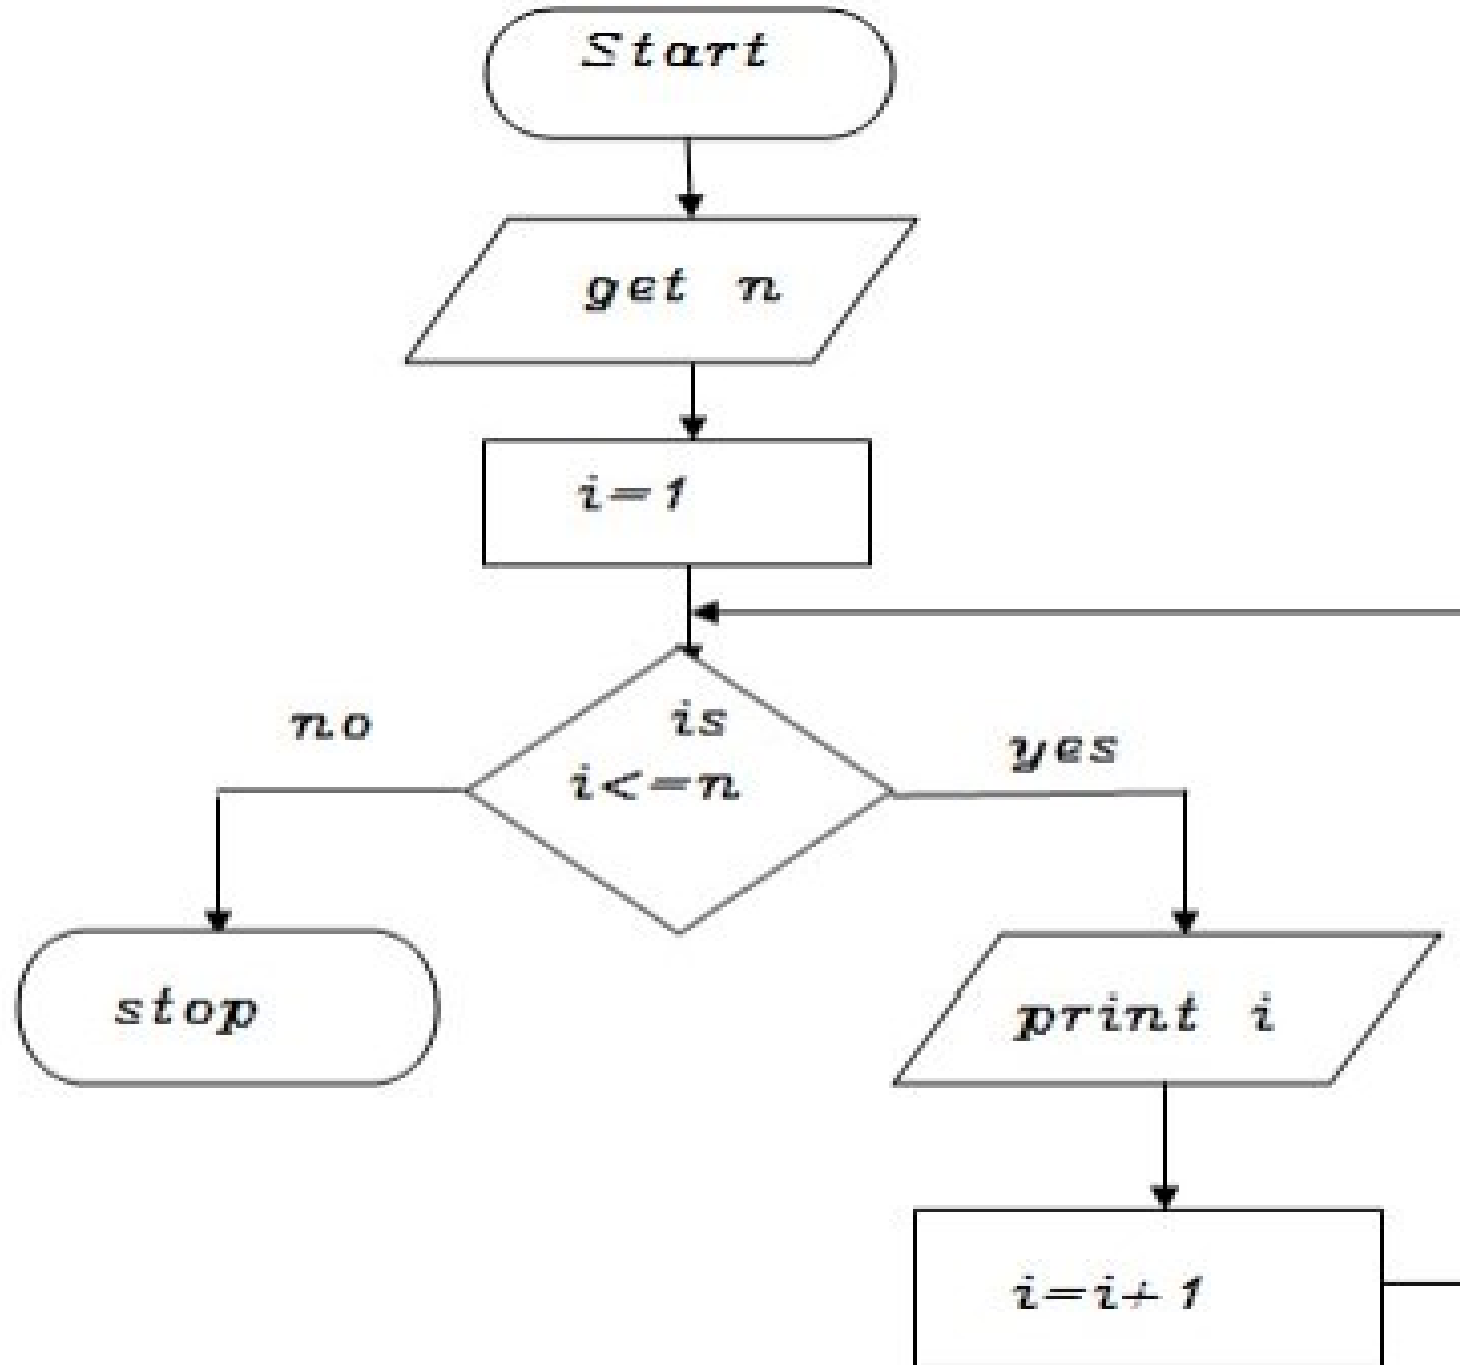 Start
get n
i=1
is
i<=n
no
yes
stop
print i
i=i+1